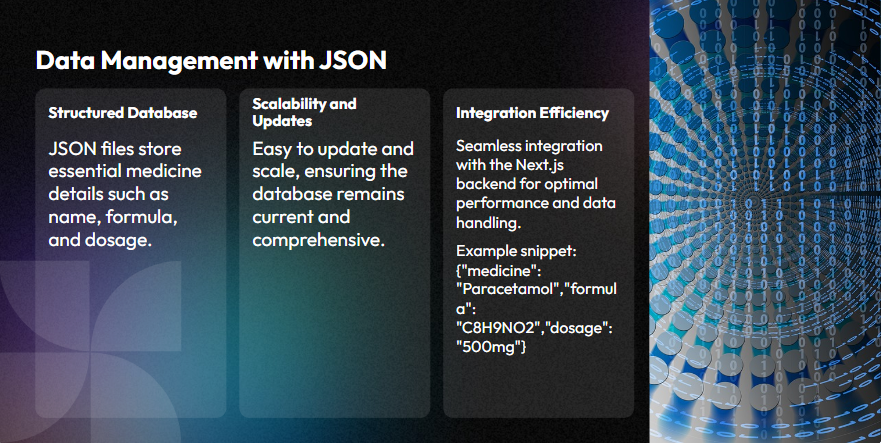 Data Management with JSON
Structured Database
JSON files store
essential medicine
details such as
name, formula,
and dosage.
Scalability and
Updates
Easy to update and
scale, ensuring the
database remains
current and
comprehensive.
Integration Efficiency
Seamless integration
with the Next.js
backend for optimal
performance and data
handling.
Example snippet:
{"medicine":
"Paracetamol","formul
a":
"C8H9NO2","dosage":
"500mg"}